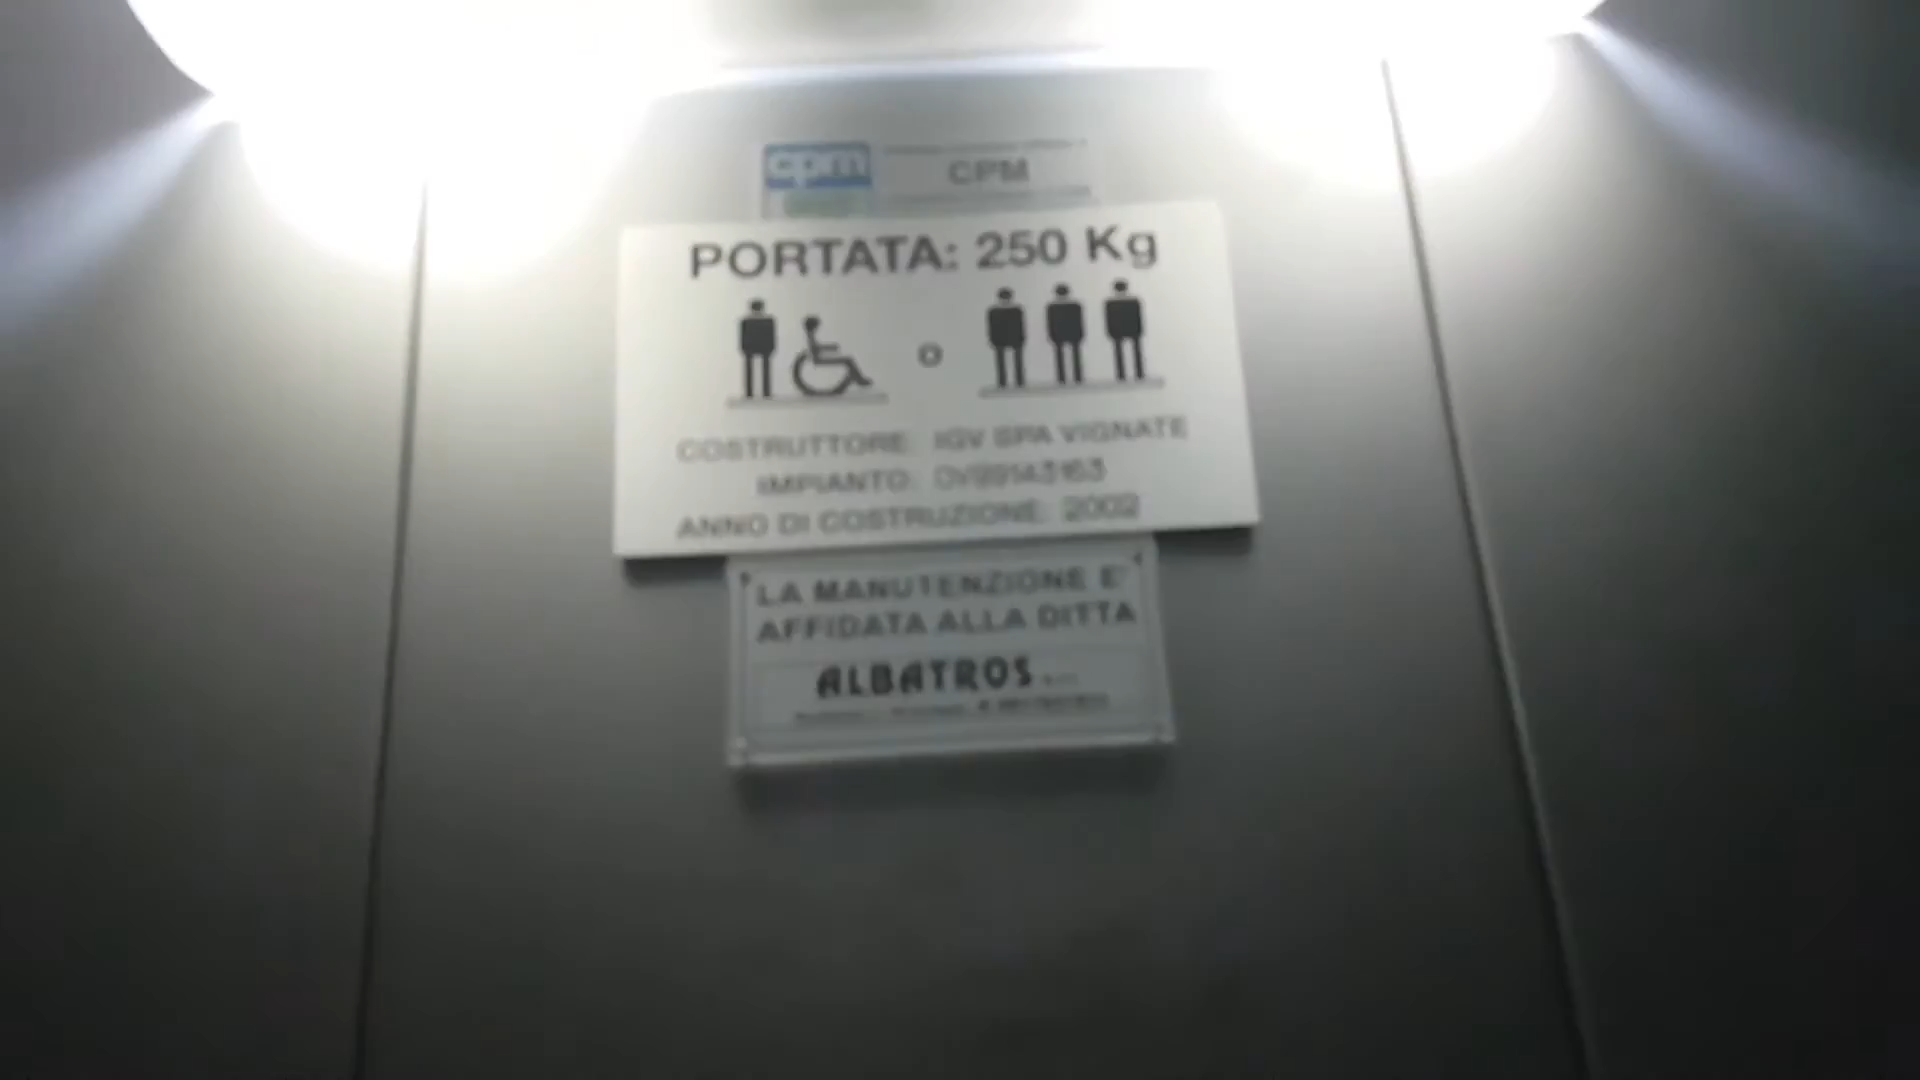 cpm
CPM
PORTATA: 250 Kg
o
COSTRUTTORE: IGV SPA VIGNATE
IMPIANTO:
ANNO DI COSTRUZIONE: 2002
LA MANUTENZIONE E'
AFFIDATA ALLA DITTA
ALBATROS